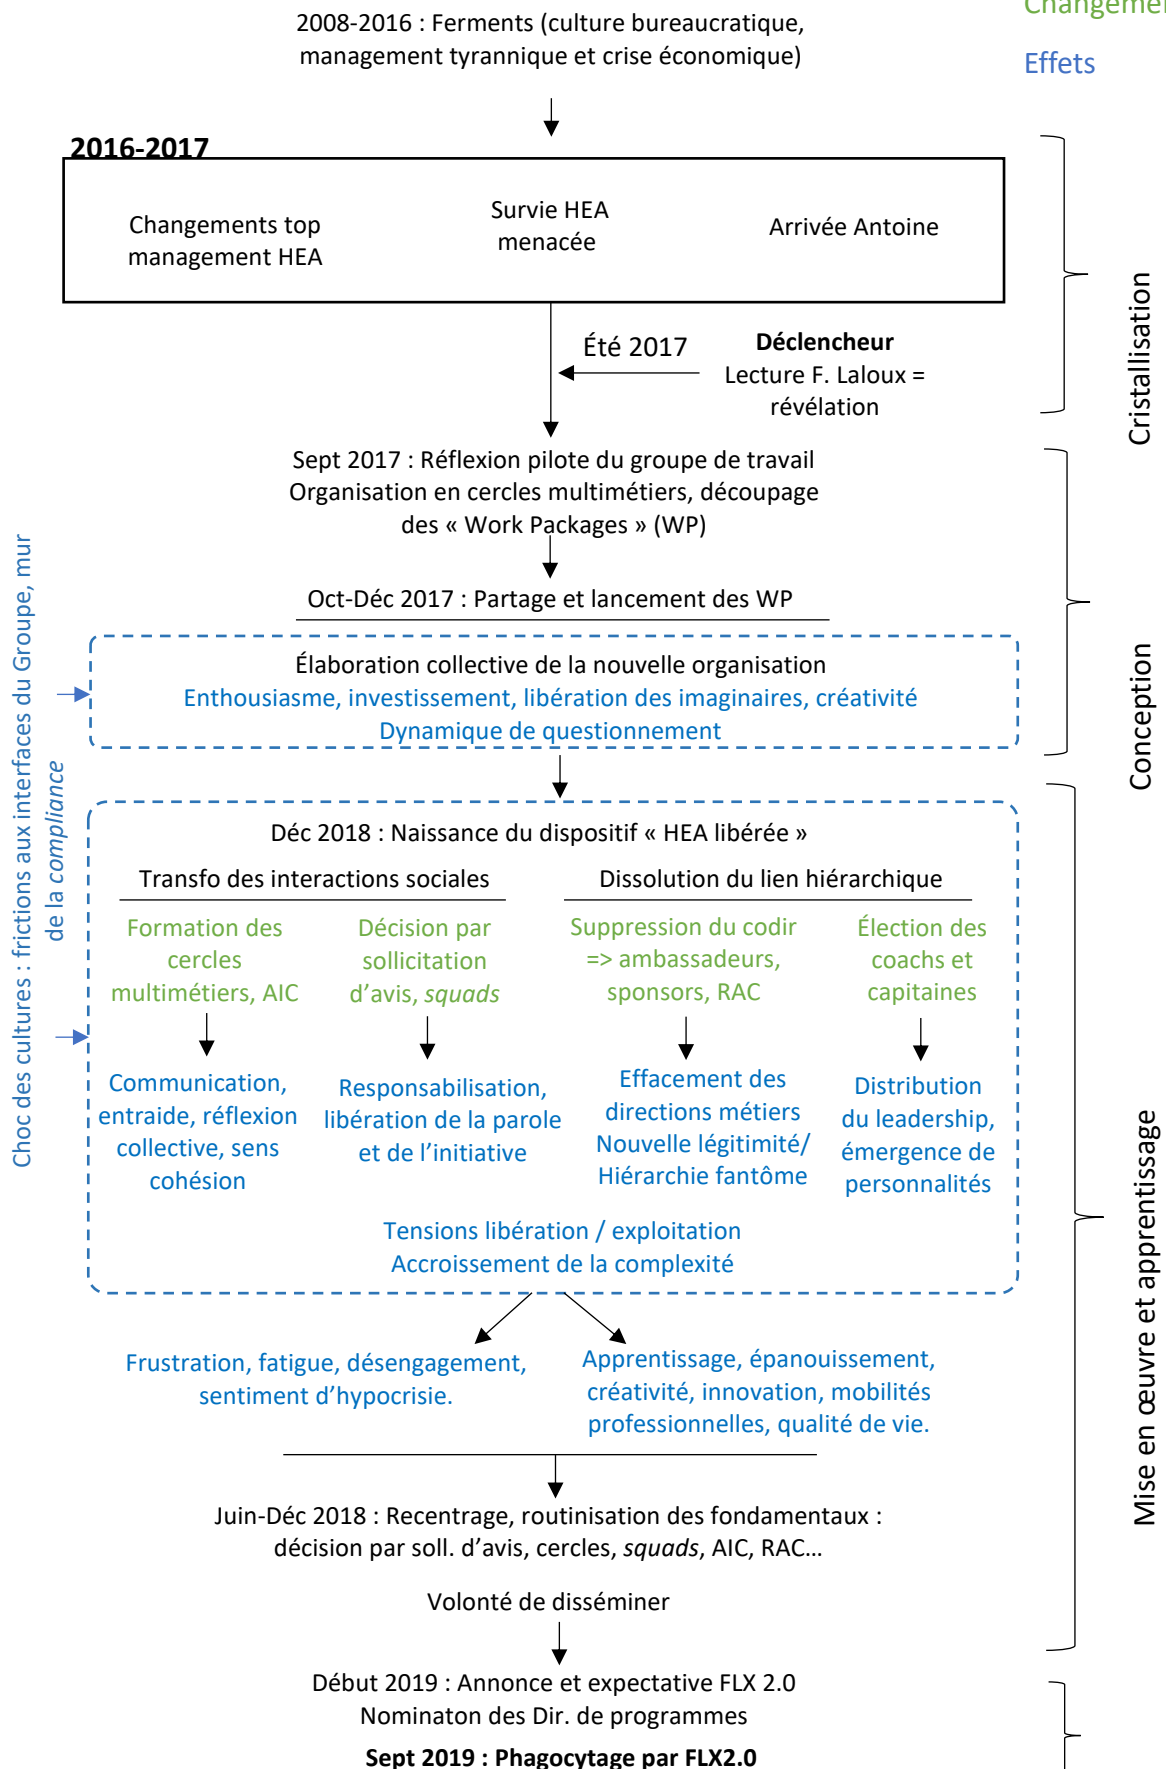 Changemen
Effets
2008-2016 : Ferments (culture bureaucratique,
management tyrannique et crise économique)
2016-2017
Changements top
management HEA
Survie HEA
menacée
Arrivée Antoine
Été 2017
Déclencheur
Lecture F. Laloux =
révélation
Cristallisation
Sept 2017 : Réflexion pilote du groupe de travail
Organisation en cercles multimétiers, découpage
des « Work Packages » (WP)
Oct-Déc 2017 : Partage et lancement des WP
Élaboration collective de la nouvelle organisation
Enthousiasme, investissement, libération des imaginaires, créativité
Dynamique de questionnement
Conception
Choc des cultures : frictions aux interfaces du Groupe, mur
de la compliance
Déc 2018 : Naissance du dispositif « HEA libérée »
Transfo des interactions sociales
Dissolution du lien hiérarchique
Formation des
cercles
multimétiers, AIC
Décision par
sollicitation
d'avis, squads
Suppression du codir
=> ambassadeurs,
sponsors, RAC
Élection des
coachs et
capitaines
Communication,
entraide, réflexion
collective, sens
cohésion
Responsabilisation,
libération de la parole
et de l'initiative
Effacement des
directions métiers
Nouvelle légitimité/
Hiérarchie fantôme
Distribution
du leadership,
émergence de
personnalités
Tensions libération / exploitation
Accroissement de la complexité
Frustration, fatigue, désengagement,
sentiment d'hypocrisie.
Apprentissage, épanouissement,
créativité, innovation, mobilités
professionnelles, qualité de vie.
Mise en œuvre et apprentissage
Juin-Déc 2018 : Recentrage, routinisation des fondamentaux :
décision par soll. d'avis, cercles, squads, AIC, RAC…
Volonté de disséminer
Début 2019 : Annonce et expectative FLX 2.0
Nominaton des Dir. de programmes
Sept 2019 : Phagocytage par FLX2.0